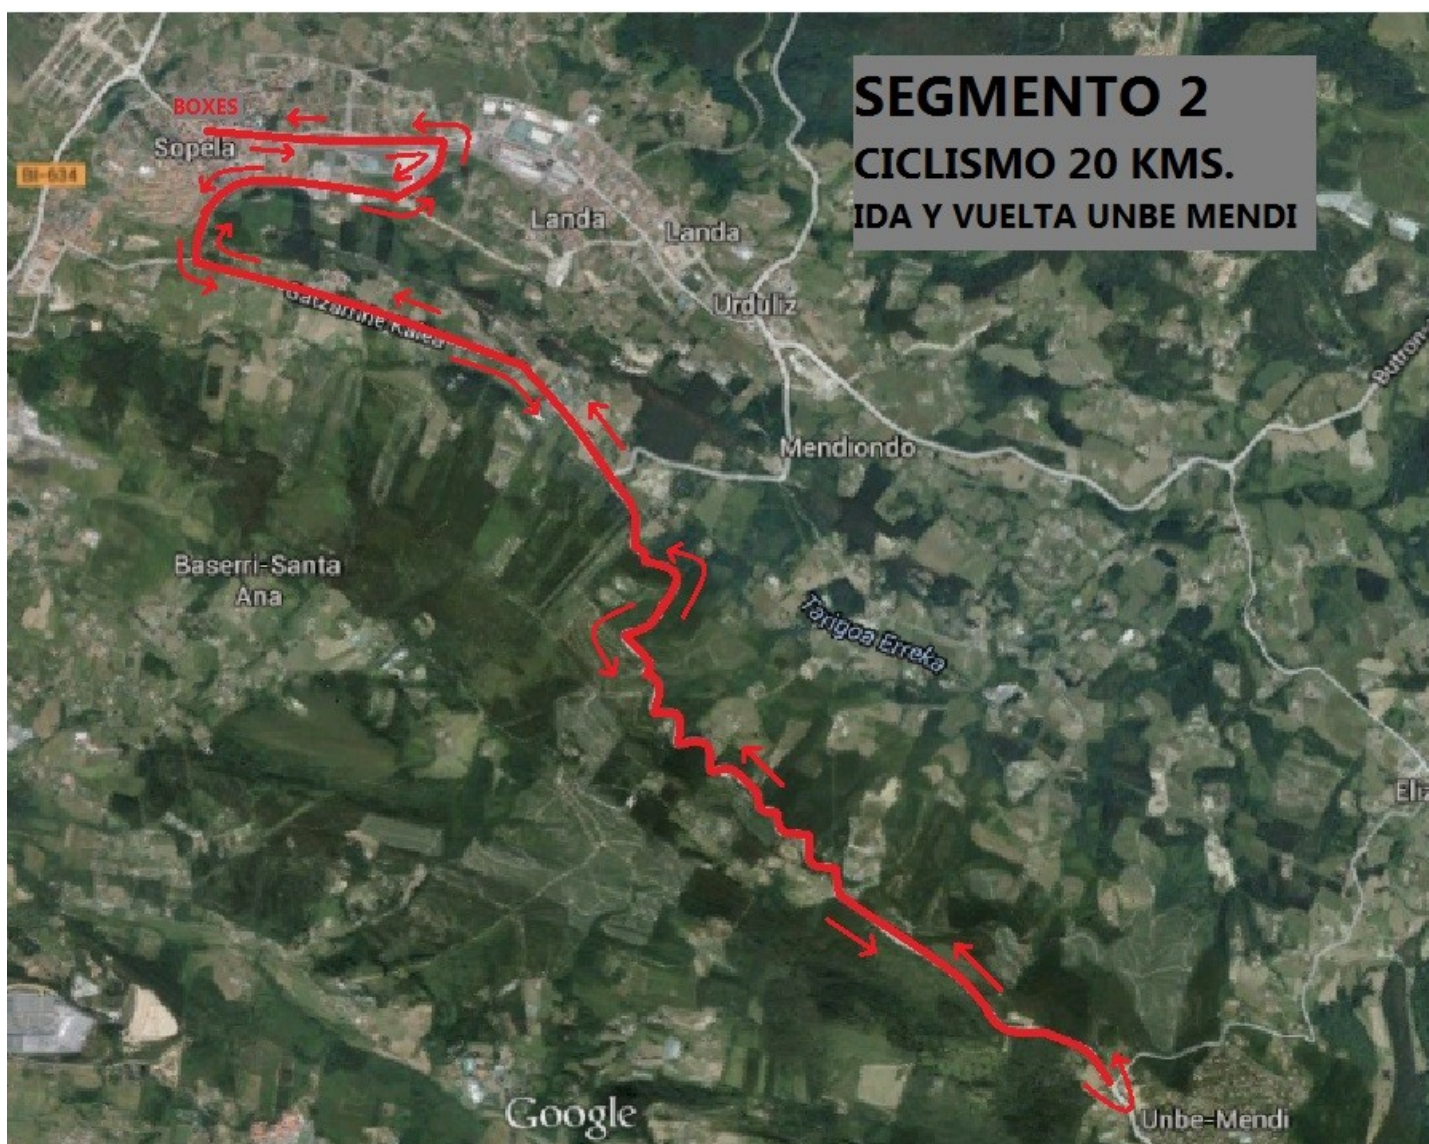 SEGMENTO 2
CICLISMO 20 KMS.
IDA Y VUELTA UNBE MENDI
BOXES
Sopela
BI-634
Landa
Landa
Urduliz
Kalea
Mendiondo
Baserri-Santa
Ana
Tarigoa Erreka
Google
Unbe-Mendi